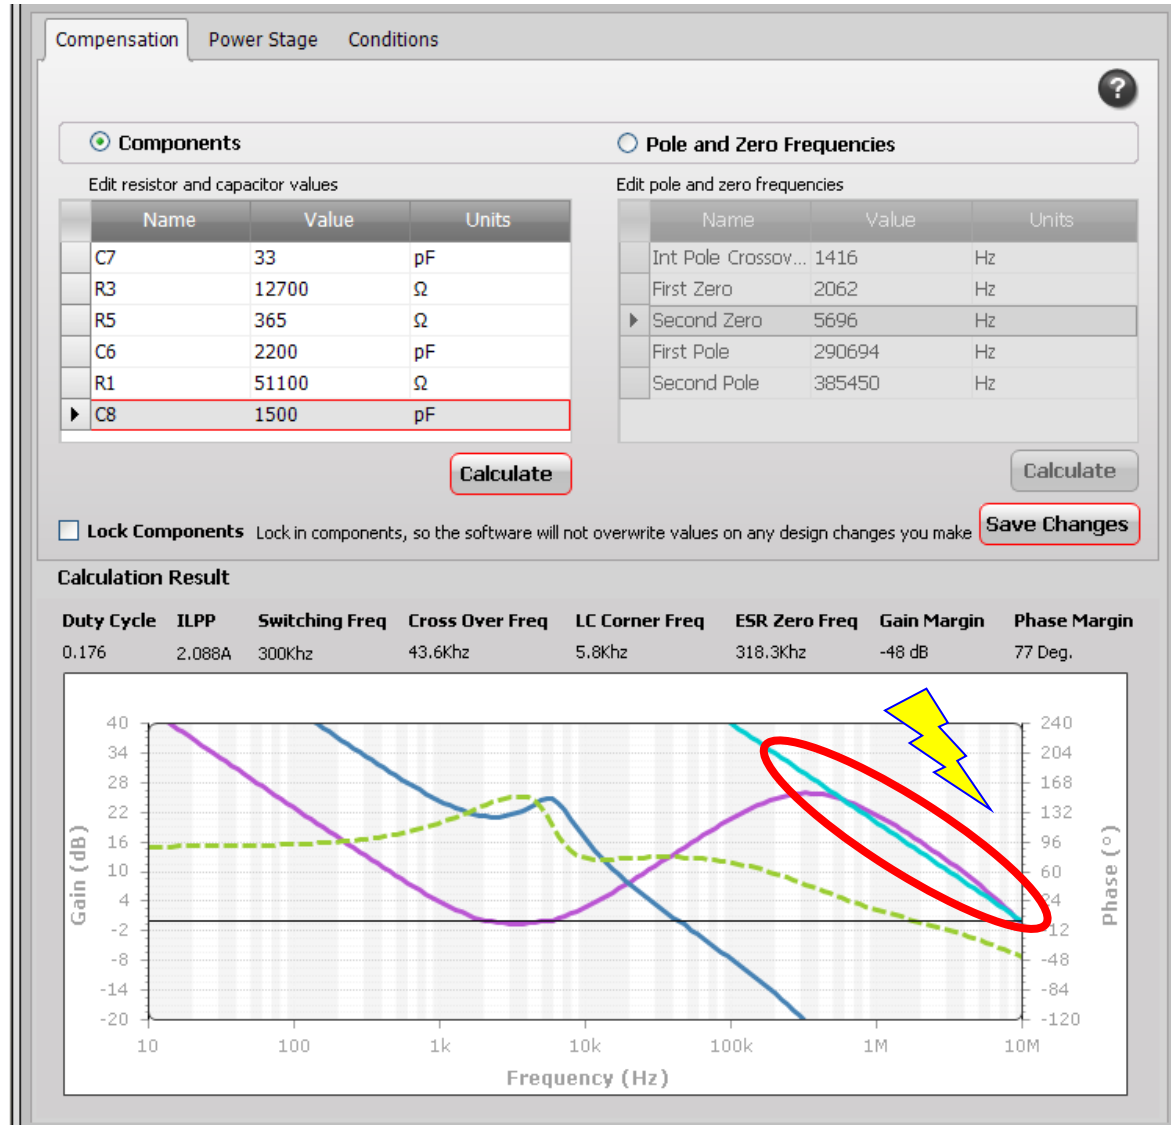 Compensation Power Stage Conditions
?
Components Pole and Zero Frequencies
Edit resistor and capacitor values Edit pole and zero frequencies
Name Value Units Name Value Units
C7 33 pF Int Pole Crossov... 1416 Hz
R3 12700 Ω First Zero 2062 Hz
R5 365 Ω Second Zero 5696 Hz
C6 2200 pF First Pole 290694 Hz
R1 51100 Ω Second Pole 385450 Hz
C8 1500 pF
Calculate Calculate
Lock Components Lock in components, so the software will not overwrite values on any design changes you make Save Changes
Calculation Result
Duty Cycle ILPP Switching Freq Cross Over Freq LC Corner Freq ESR Zero Freq Gain Margin Phase Margin
0.176 2.088A 300Khz 43.6Khz 5.8Khz 318.3Khz -48 dB 77 Deg.
40 240
34 204
28 168
22 132
16 96
10 60
4 24
-2 -12
-8 -48
-14 -84
-20 -120
Gain (dB)
Phase (°)
10 100 1k 10k 100k 1M 10M
Frequency (Hz)